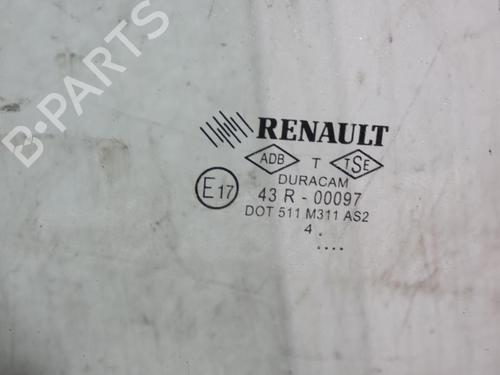 B-PARTS
RENAULT
ADB T TSE
DURACAM
E17 43 R - 00097
DOT 511 M311 AS2
4 .
....